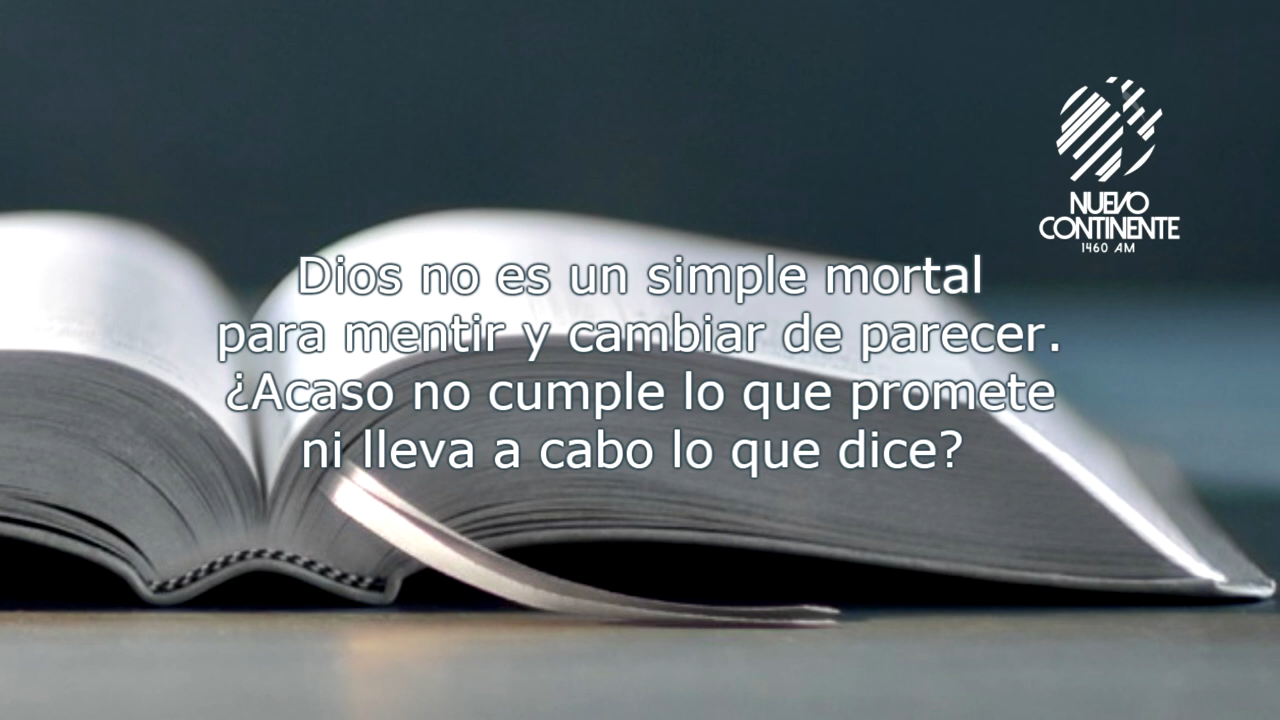 NUEVO
CONTINENTE
1460 AM
Dios no es un simple mortal
para mentir y cambiar de parecer.
¿Acaso no cumple lo que promete
ni lleva a cabo lo que dice?